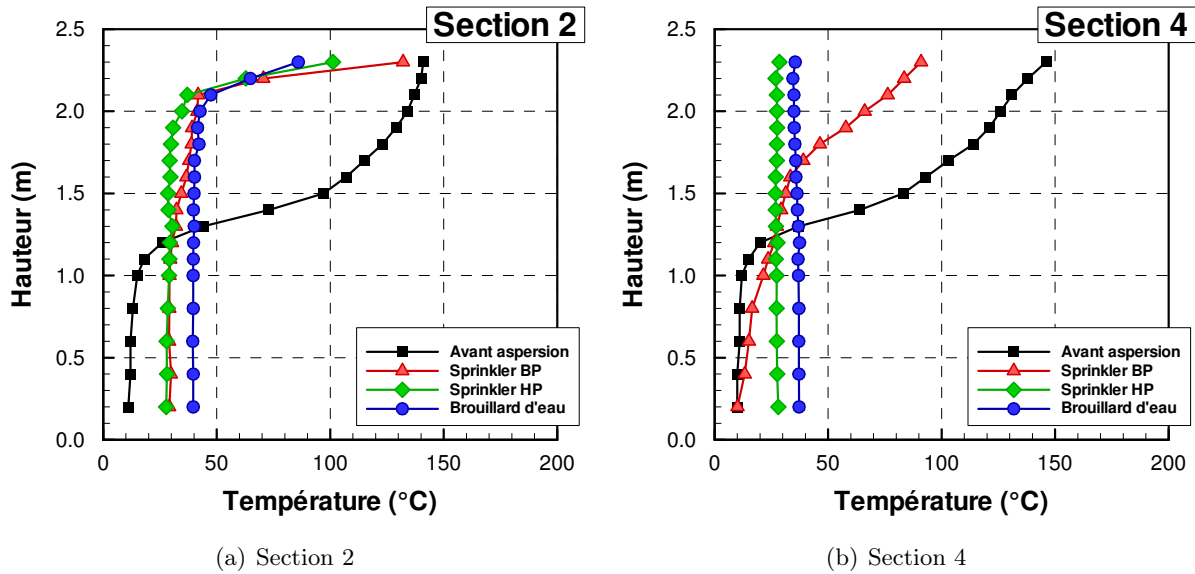 Section 2
Hauteur (m)
2.5
2.0
1.5
1.0
0.5
0.0
Avant aspersion
Sprinkler BP
Sprinkler HP
Brouillard d'eau
0 50 100 150 200
Température (°C)
(a) Section 2
Section 4
Hauteur (m)
2.5
2.0
1.5
1.0
0.5
0.0
Avant aspersion
Sprinkler BP
Sprinkler HP
Brouillard d'eau
0 50 100 150 200
Température (°C)
(b) Section 4